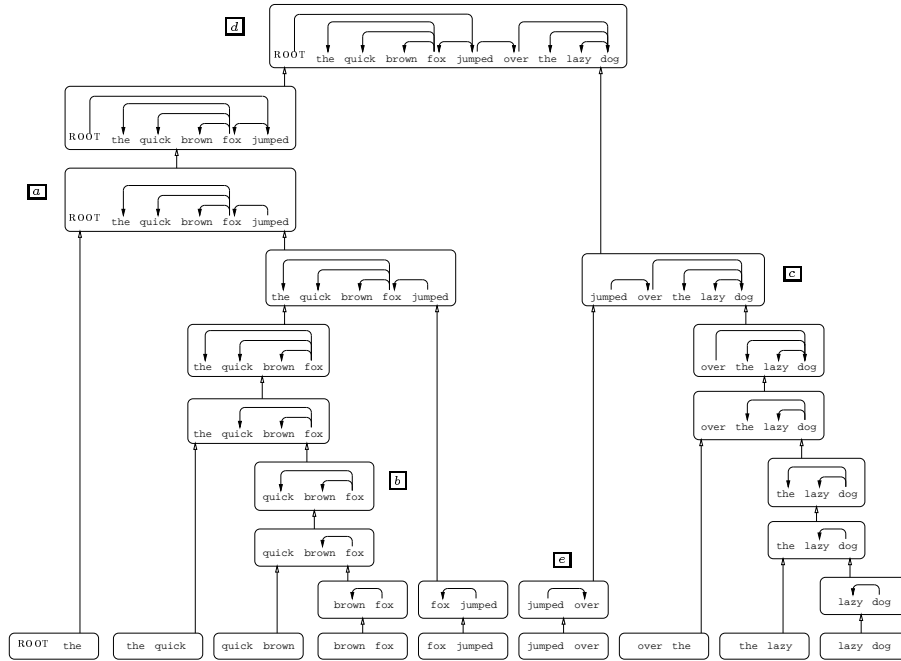 d
ROOT the quick brown fox jumped over the lazy dog
ROOT the quick brown fox jumped
a
ROOT the quick brown fox jumped
the quick brown fox jumped
c
jumped over the lazy dog
the quick brown fox
over the lazy dog
the quick brown fox
over the lazy dog
b
quick brown fox
the lazy dog
quick brown fox
the lazy dog
e
brown fox
fox jumped
jumped over
lazy dog
ROOT the
the quick
quick brown
brown fox
fox jumped
jumped over
over the
the lazy
lazy dog